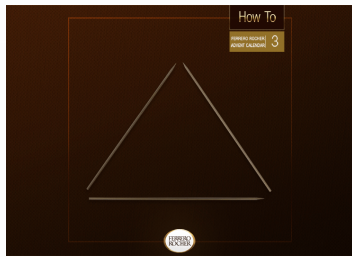 How To
FERRERO ROCHER
ADVENT CALENDAR
3
FERRERO
ROCHER